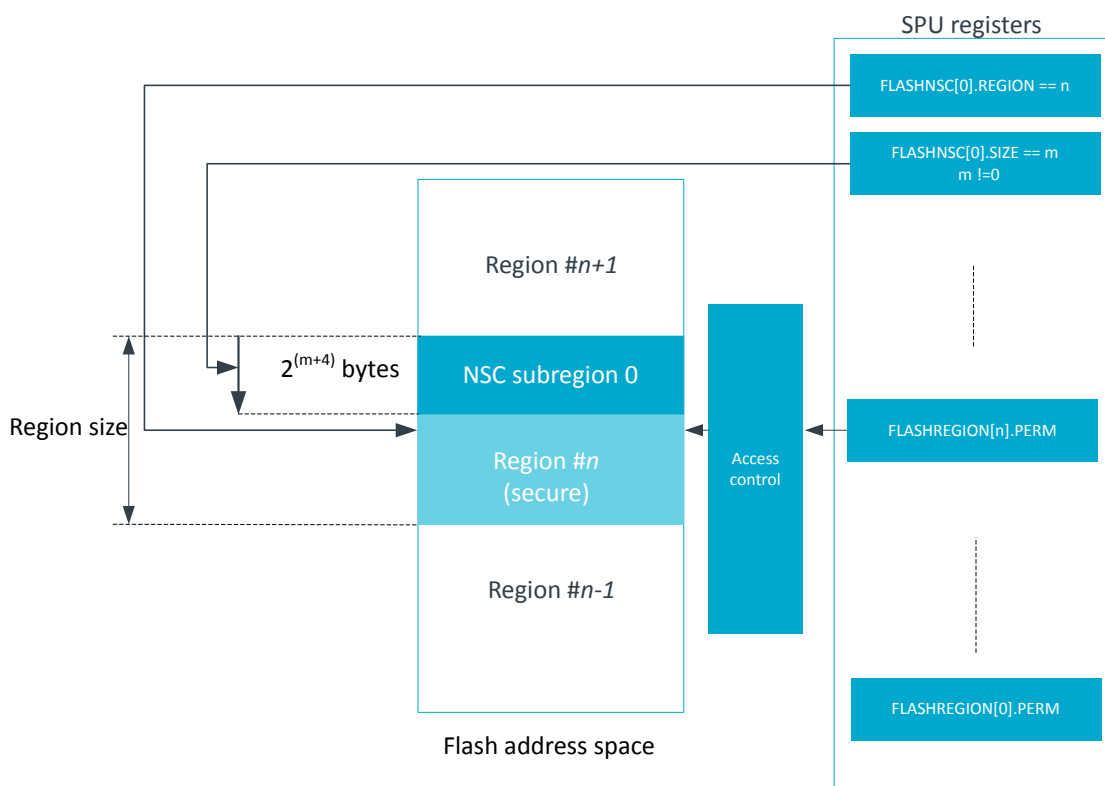 SPU registers
FLASHNSC[0].REGION == n
FLASHNSC[0].SIZE == m
m !=0
Region #n+1
2^(m+4) bytes
NSC subregion 0
Region size
FLASHREGION[n].PERM
Region #n
(secure)
Access
control
Region #n-1
FLASHREGION[0].PERM
Flash address space